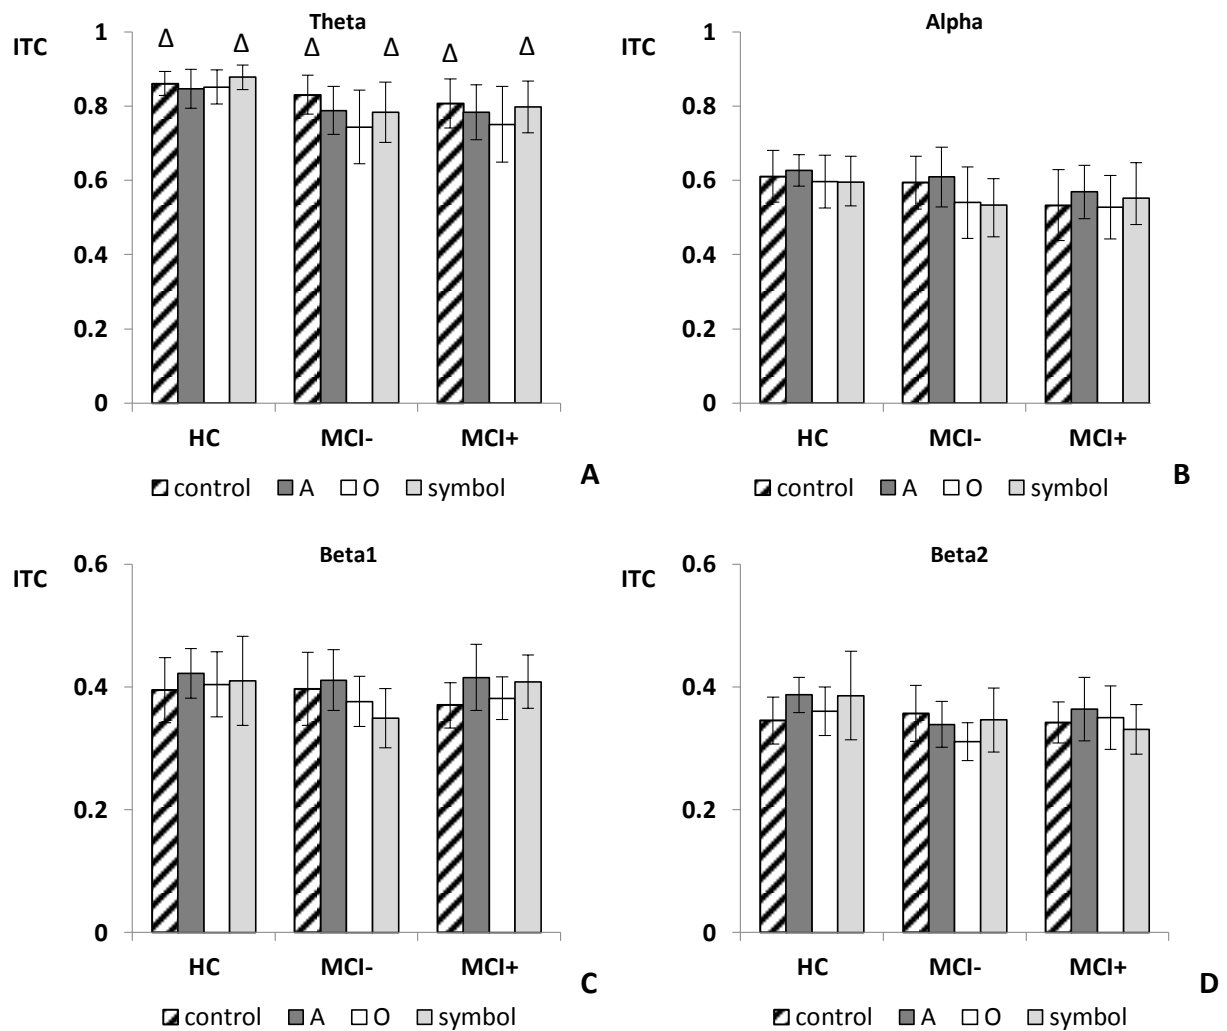 Theta
ITC
1
Δ Δ Δ Δ Δ Δ
0.8
0.6
0.4
0.2
0
HC MCI- MCI+
control A O symbol
A
Alpha
ITC
1
0.8
0.6
0.4
0.2
0
HC MCI- MCI+
control A O symbol
B
Beta1
ITC
0.6
0.4
0.2
0
HC MCI- MCI+
control A O symbol
C
Beta2
ITC
0.6
0.4
0.2
0
HC MCI- MCI+
control A O symbol
D